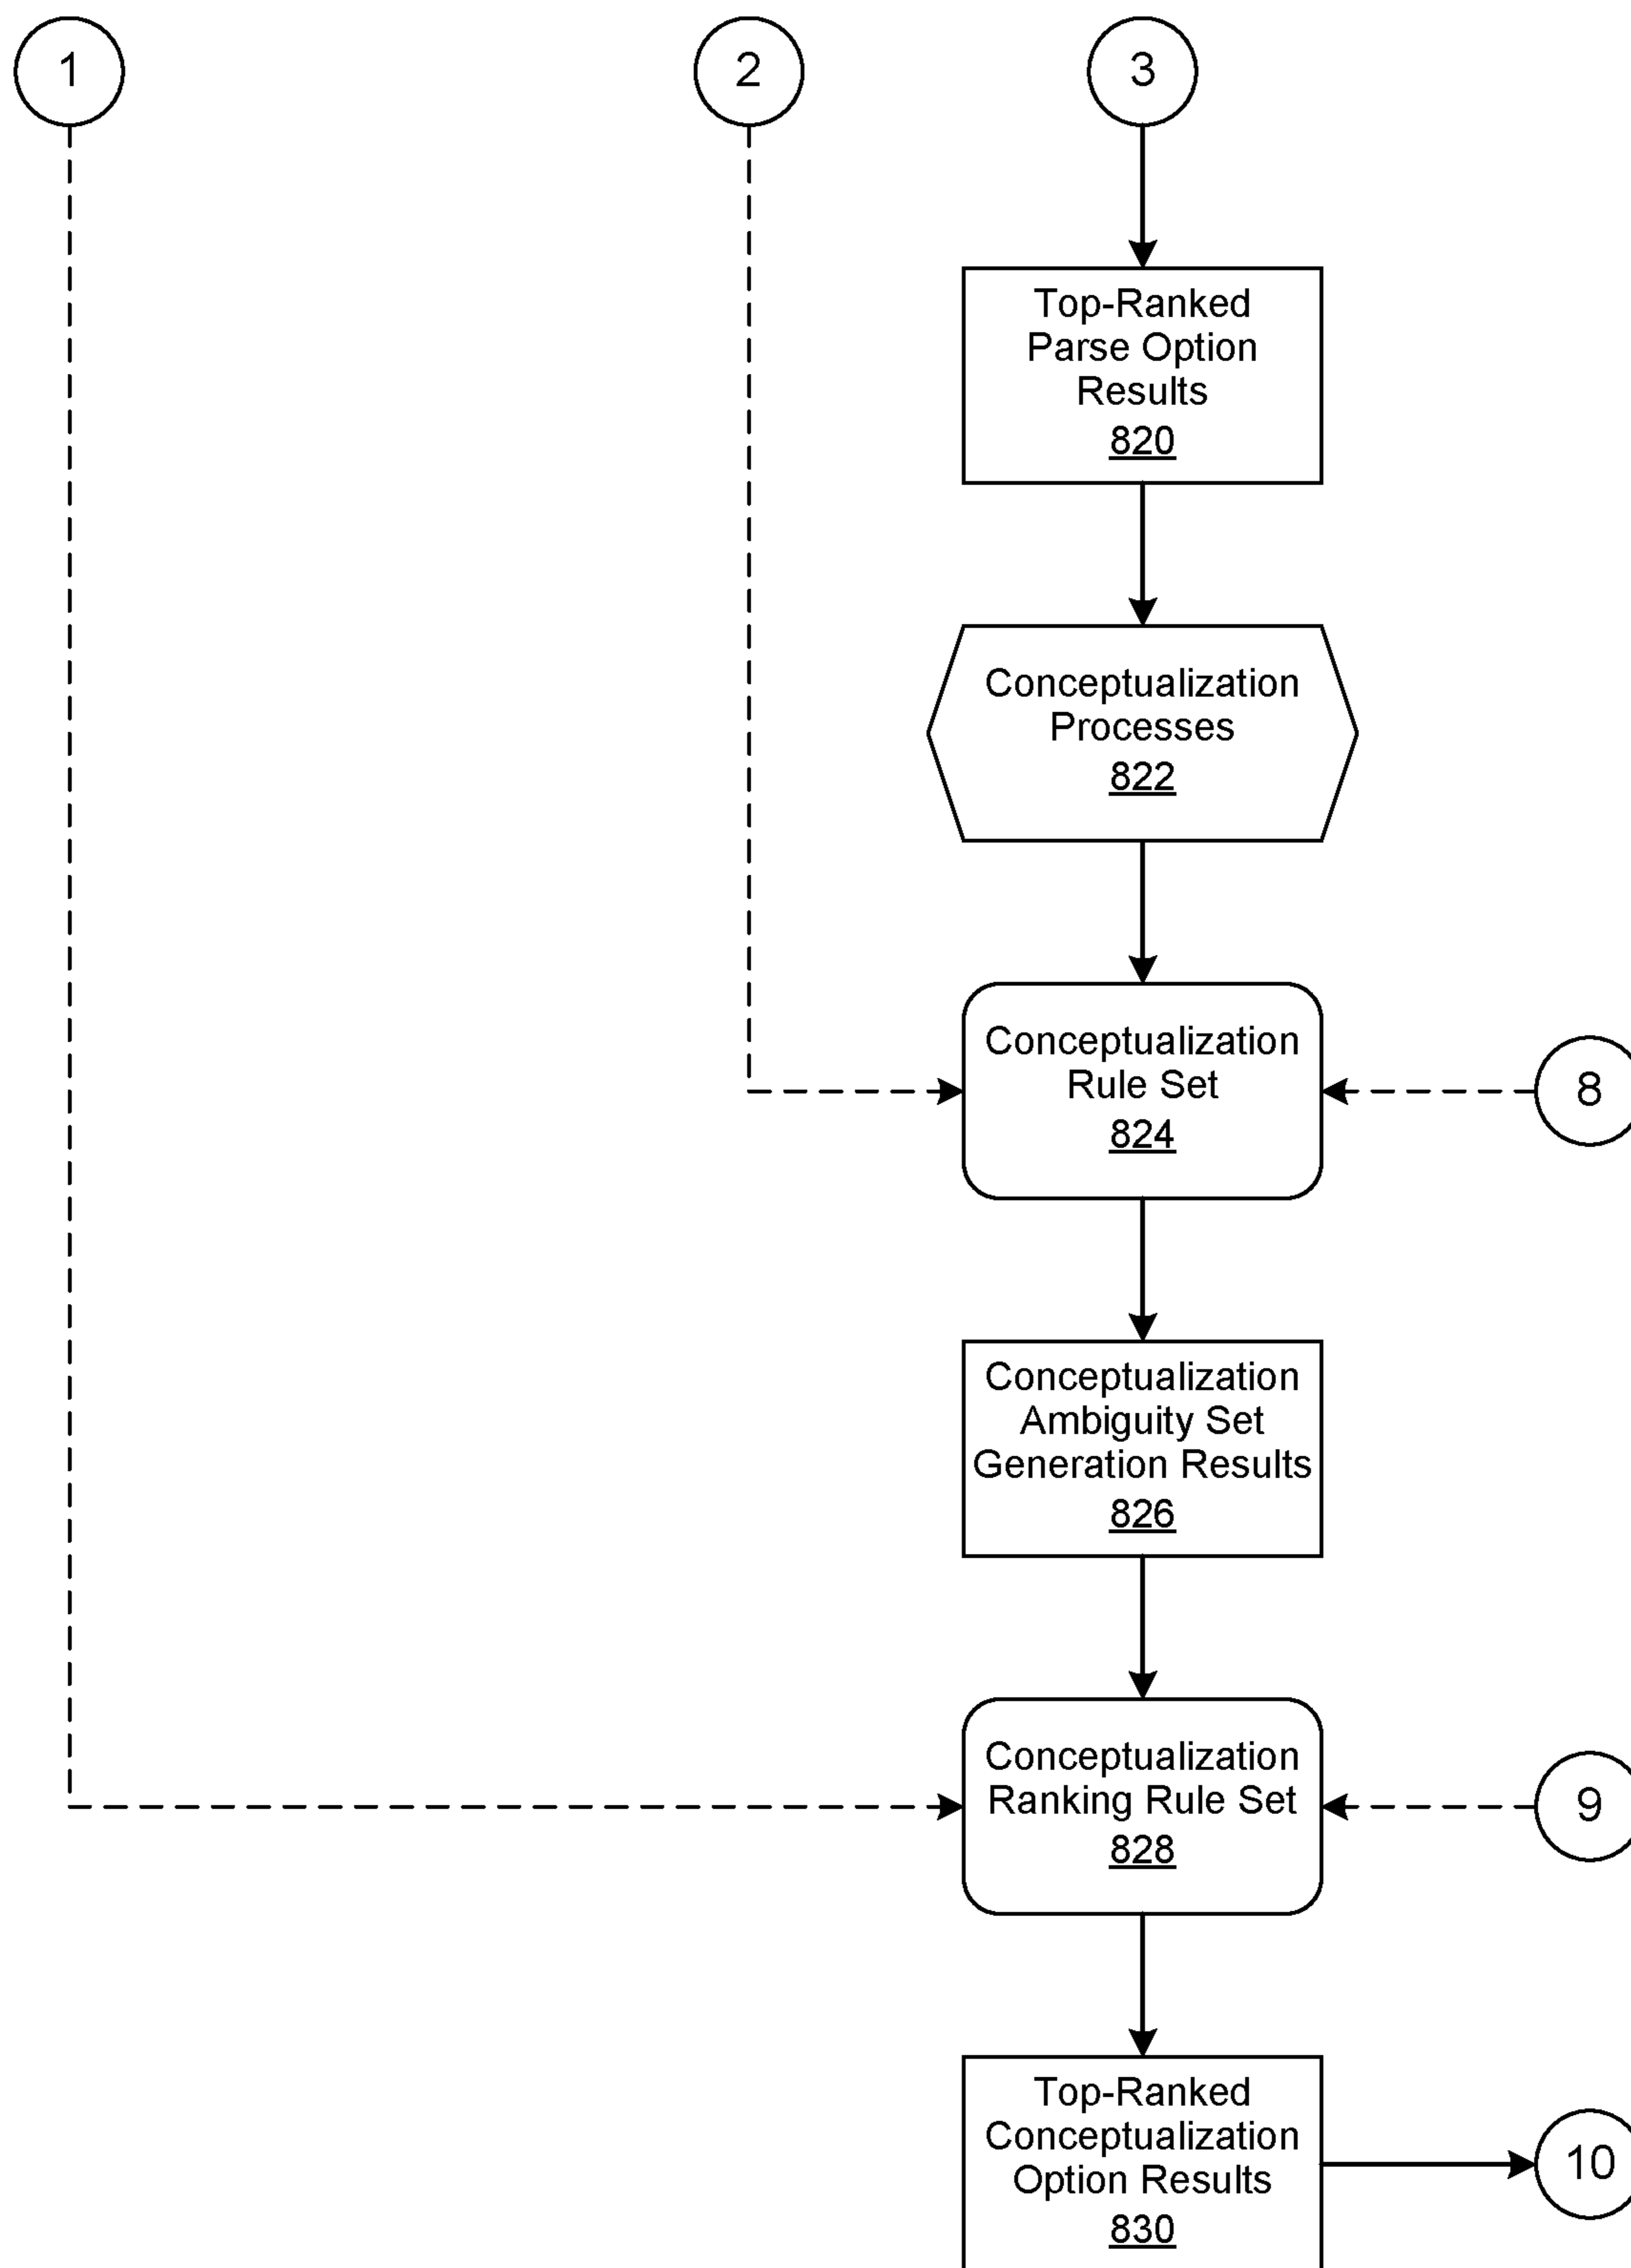 1
2
3
Top-Ranked
Parse Option
Results
820
Conceptualization
Processes
822
Conceptualization
Rule Set
824
8
Conceptualization
Ambiguity Set
Generation Results
826
Conceptualization
Ranking Rule Set
828
9
Top-Ranked
Conceptualization
Option Results
830
10